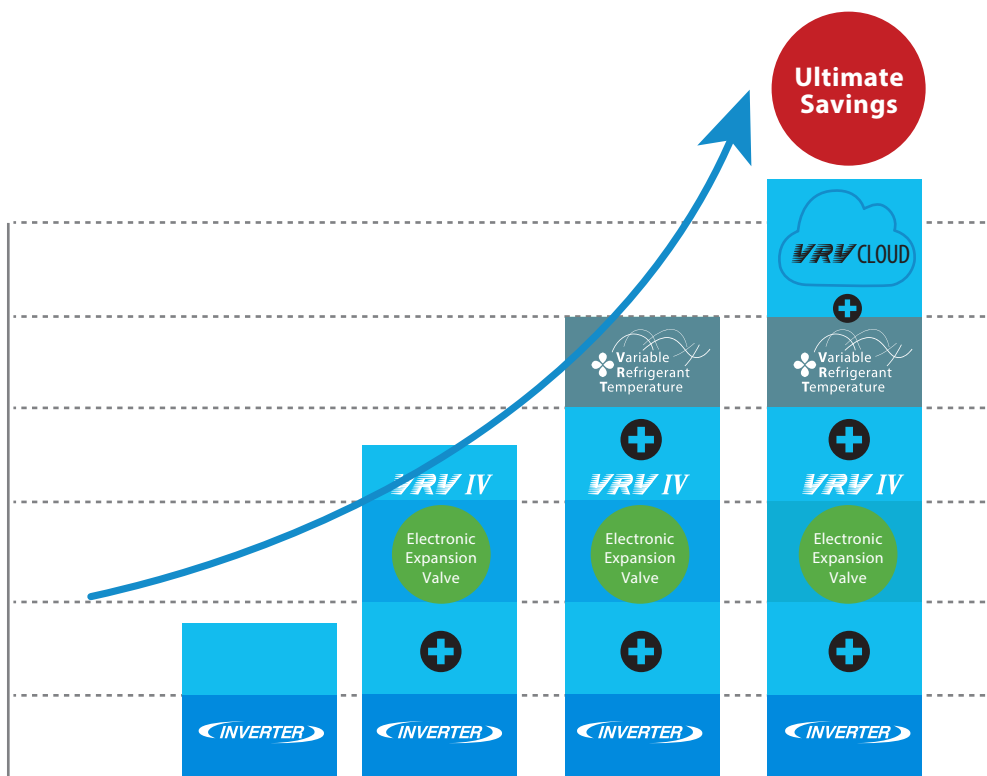 Ultimate
Savings
VRV CLOUD
Variable
Refrigerant
Temperature
Variable
Refrigerant
Temperature
VRV IV
VRV IV
VRV IV
Electronic
Expansion
Valve
Electronic
Expansion
Valve
Electronic
Expansion
Valve
INVERTER
INVERTER
INVERTER
INVERTER